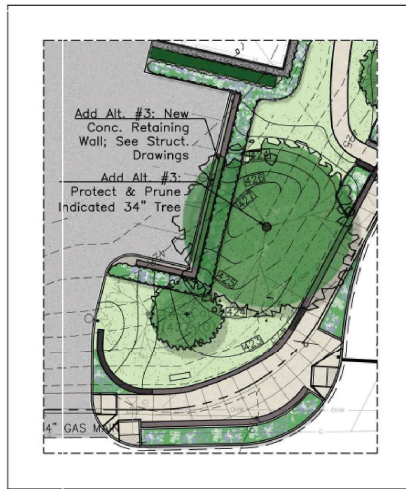 Add Alt. #3: New
Conc. Retaining
Wall; See Struct.
Drawings
Add Alt. #3:
Protect & Prune
Indicated 34" Tree
428
426
427
425
424
423
4" GAS MAIN